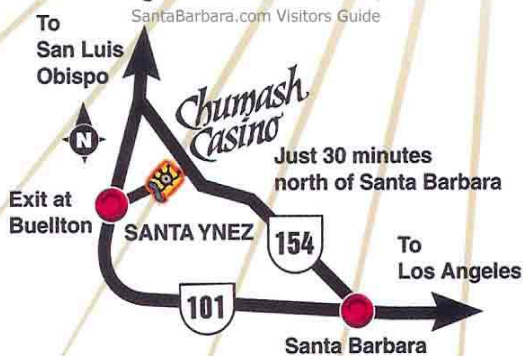 SantaBarbara.com Visitors Guide
To
San Luis
Obispo
Chumash
Casino
N
Just 30 minutes
north of Santa Barbara
Exit at
Buellton
SANTA YNEZ
154
To
Los Angeles
101
Santa Barbara